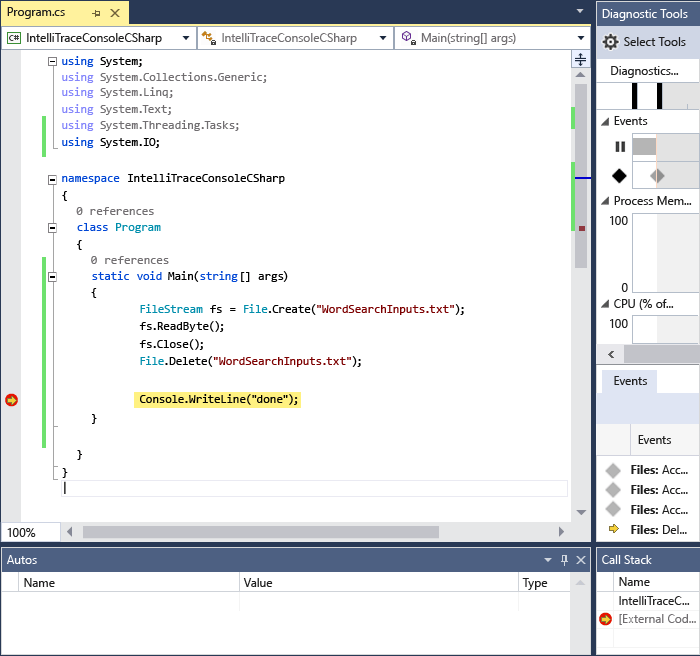 Program.cs
IntelliTraceConsoleCSharp
IntelliTraceConsoleCSharp
Main(string[] args)
using System;
using System.Collections.Generic;
using System.Linq;
using System.Text;
using System.Threading.Tasks;
using System.IO;
namespace IntelliTraceConsoleCSharp
{
0 references
class Program
{
0 references
static void Main(string[] args)
{
FileStream fs = File.Create("WordSearchInputs.txt");
fs.ReadByte();
fs.Close();
File.Delete("WordSearchInputs.txt");
Console.WriteLine("done");
}
}
}
100%
Diagnostic Tools
Select Tools
Diagnostics...
Events
Process Mem...
100
0
CPU (% of...
100
Events
Events
Files: Acc...
Files: Acc...
Files: Acc...
Files: Del...
Autos
Name Value Type
Call Stack
Name
IntelliTraceC...
[External Cod...